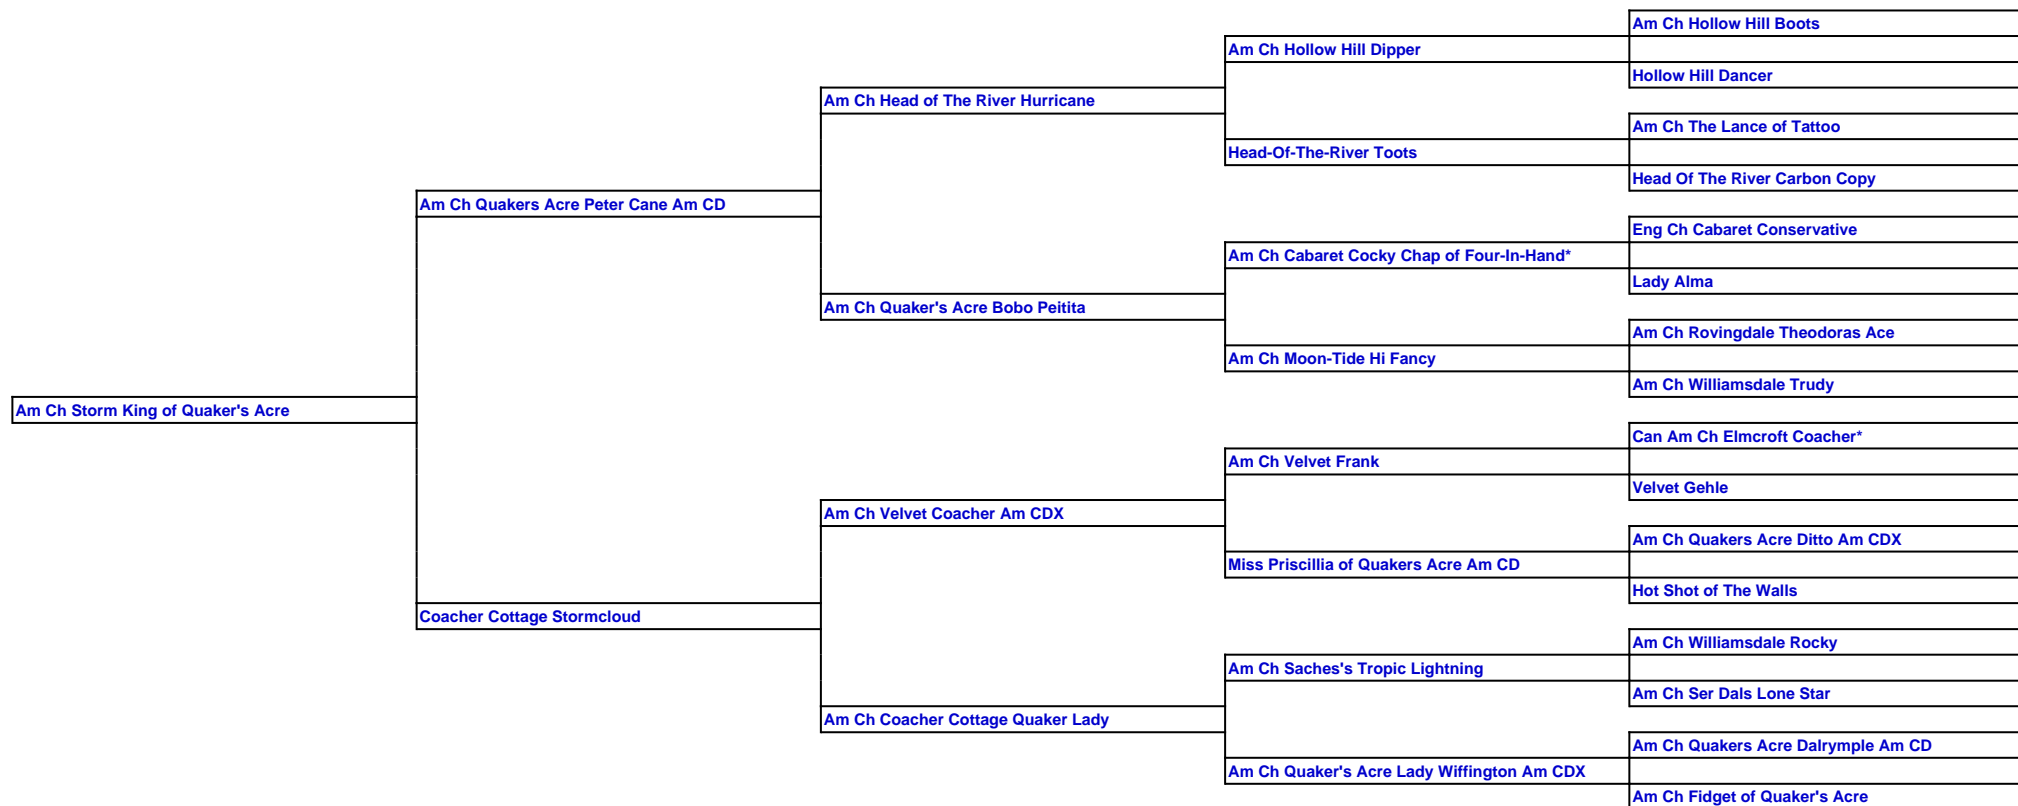 Am Ch Hollow Hill Boots
Am Ch Hollow Hill Dipper
Hollow Hill Dancer
Am Ch Head of The River Hurricane
Am Ch The Lance of Tattoo
Head-Of-The-River Toots
Head Of The River Carbon Copy
Am Ch Quakers Acre Peter Cane Am CD
Eng Ch Cabaret Conservative
Am Ch Cabaret Cocky Chap of Four-In-Hand*
Lady Alma
Am Ch Quaker's Acre Bobo Peitita
Am Ch Rovingdale Theodoras Ace
Am Ch Moon-Tide Hi Fancy
Am Ch Williamsdale Trudy
Am Ch Storm King of Quaker's Acre
Can Am Ch Elmcroft Coacher*
Am Ch Velvet Frank
Velvet Gehle
Am Ch Velvet Coacher Am CDX
Am Ch Quakers Acre Ditto Am CDX
Miss Priscillia of Quakers Acre Am CD
Hot Shot of The Walls
Coacher Cottage Stormcloud
Am Ch Williamsdale Rocky
Am Ch Saches's Tropic Lightning
Am Ch Ser Dals Lone Star
Am Ch Coacher Cottage Quaker Lady
Am Ch Quakers Acre Dalrymple Am CD
Am Ch Quaker's Acre Lady Wiffington Am CDX
Am Ch Fidget of Quaker's Acre